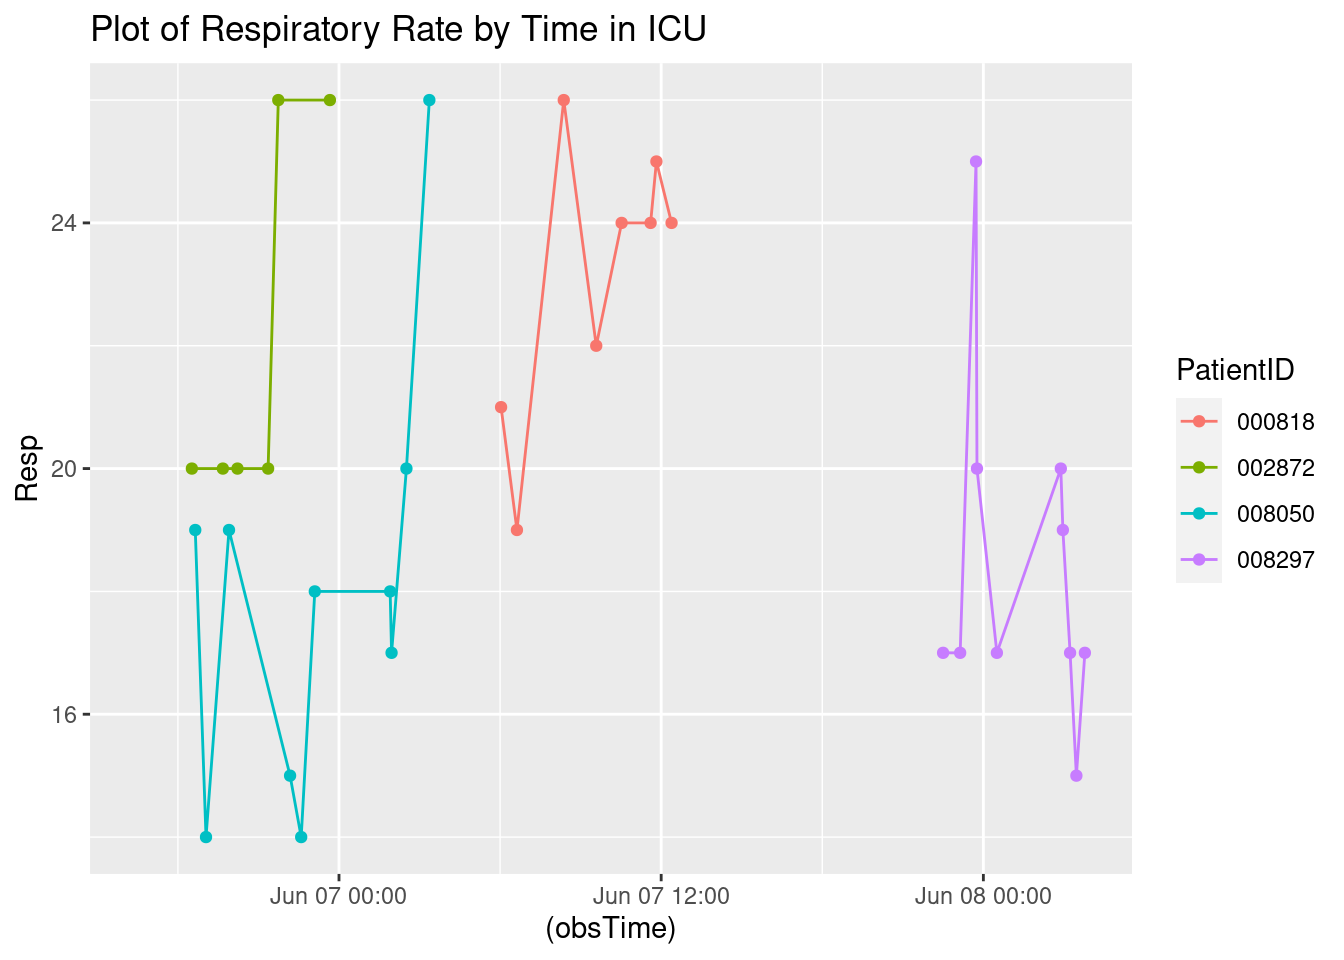 Plot of Respiratory Rate by Time in ICU
Resp
24
20
16
Jun 07 00:00
Jun 07 12:00
Jun 08 00:00
(obsTime)
PatientID
000818
002872
008050
008297